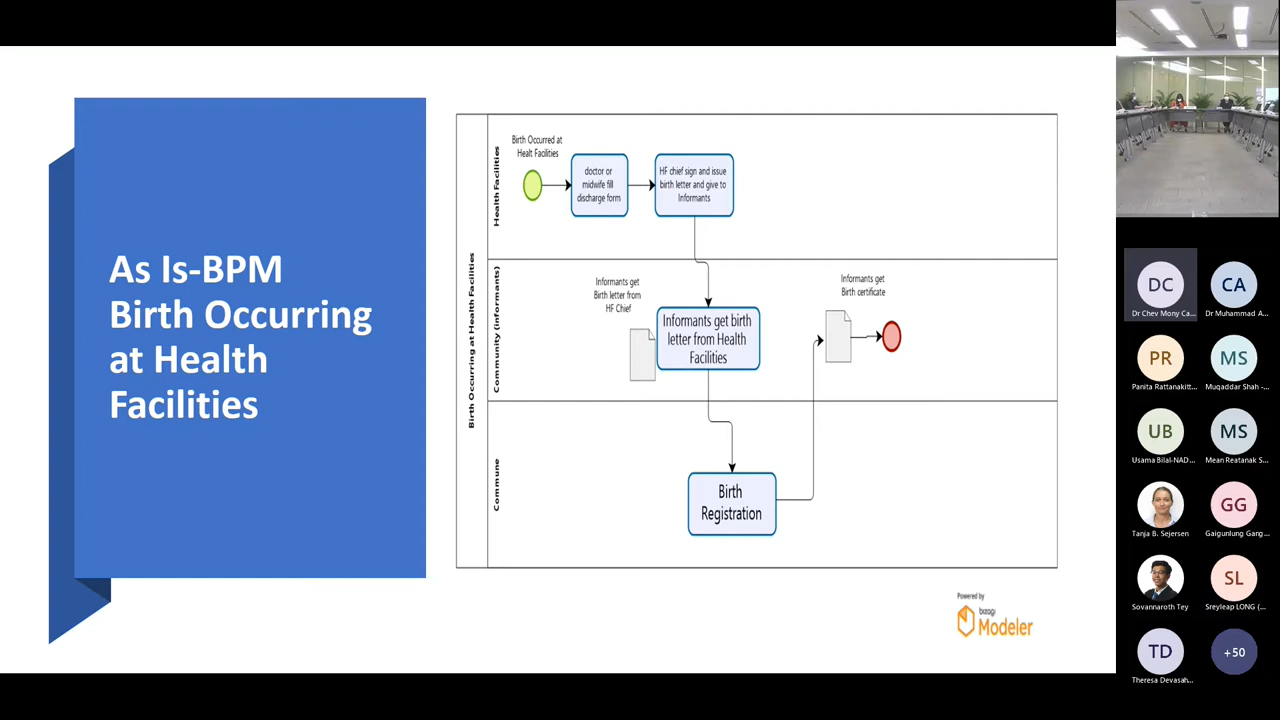 As Is-BPM
Birth Occurring
at Health
Facilities
Birth Occurring at Health Facilities
Health Facilities
Birth Occurred at
Healt Facilities
doctor or
midwife fill
discharge form
HF chief sign and issue
birth letter and give to
Informants
Community (informants)
Informants get
Birth letter from
HF Chief
Informants get birth
letter from Health
Facilities
Informants get
Birth certificate
Commune
Birth
Registration
Powered by
bizagi
Modeler
DC
Dr Chev Mony Ca...
CA
Dr Muhammad A...
PR
Panita Rattanakitt...
MS
Muqaddar Shah -...
UB
Usama Bilal-NAD...
MS
Mean Reatanak S...
Tanja B. Sejersen
GG
Gaigunlung Gang...
Sovannaroth Tey
SL
Sreyleap LONG (...
TD
Theresa Devasah...
+50